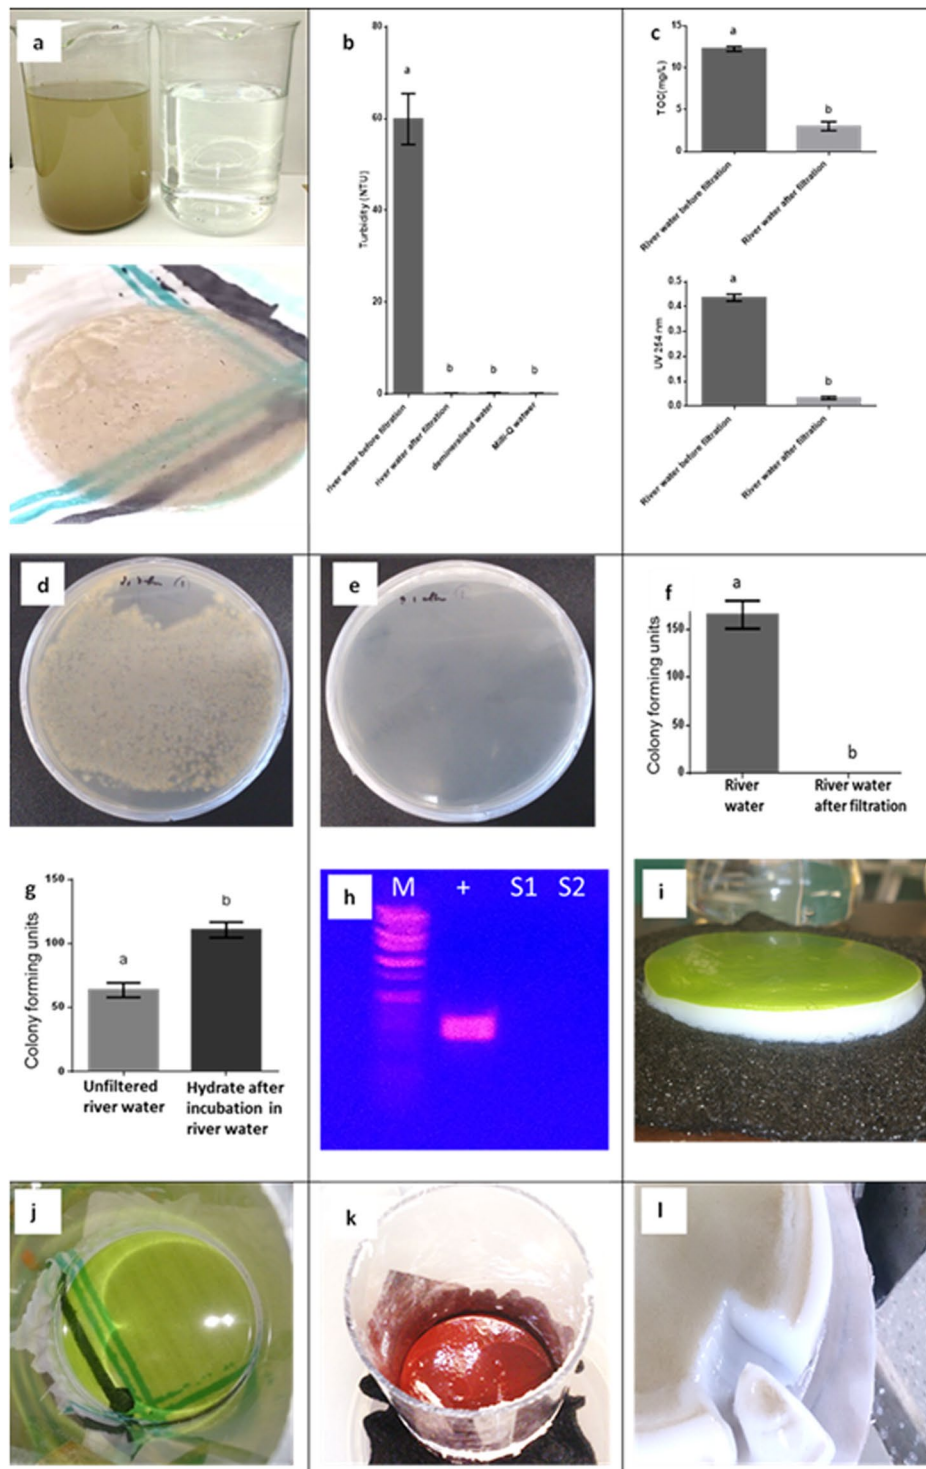 a
b
80
60
40
20
0
Turbidity (NTU)
a
b
b
b
river water before filtration
river water after filtration
demineralised water
Milli-Q watwer
c
15
10
5
0
TOC(mg/L)
a
b
River water before filtration
River water after filtration
0.5
0.4
0.3
0.2
0.1
0.0
UV 254 nm
a
b
River water before filtration
River water after filtration
d
e
f
150
100
50
0
Colony forming units
a
b
River
water
River water
after filtration
g
150
100
50
0
Colony forming units
a
b
Unfiltered
river water
Hydrate after
incubation in
river water
h
M + S1 S2
i
j
k
l